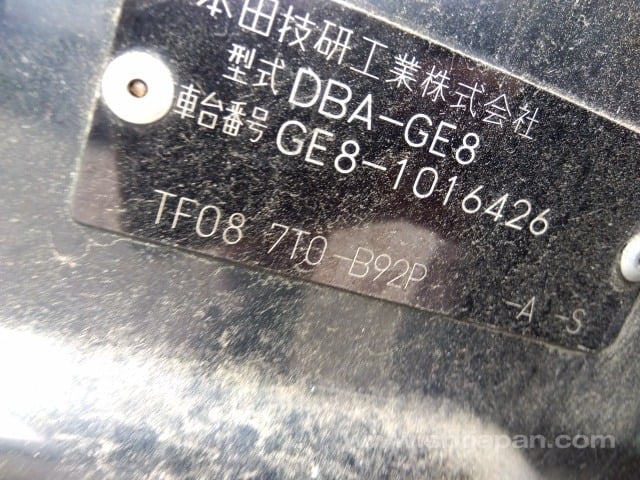 本田技研工業株式会社
型式 DBA-GE8
車台番号 GE8-1016426
TF08 7T0-B92P -A -S